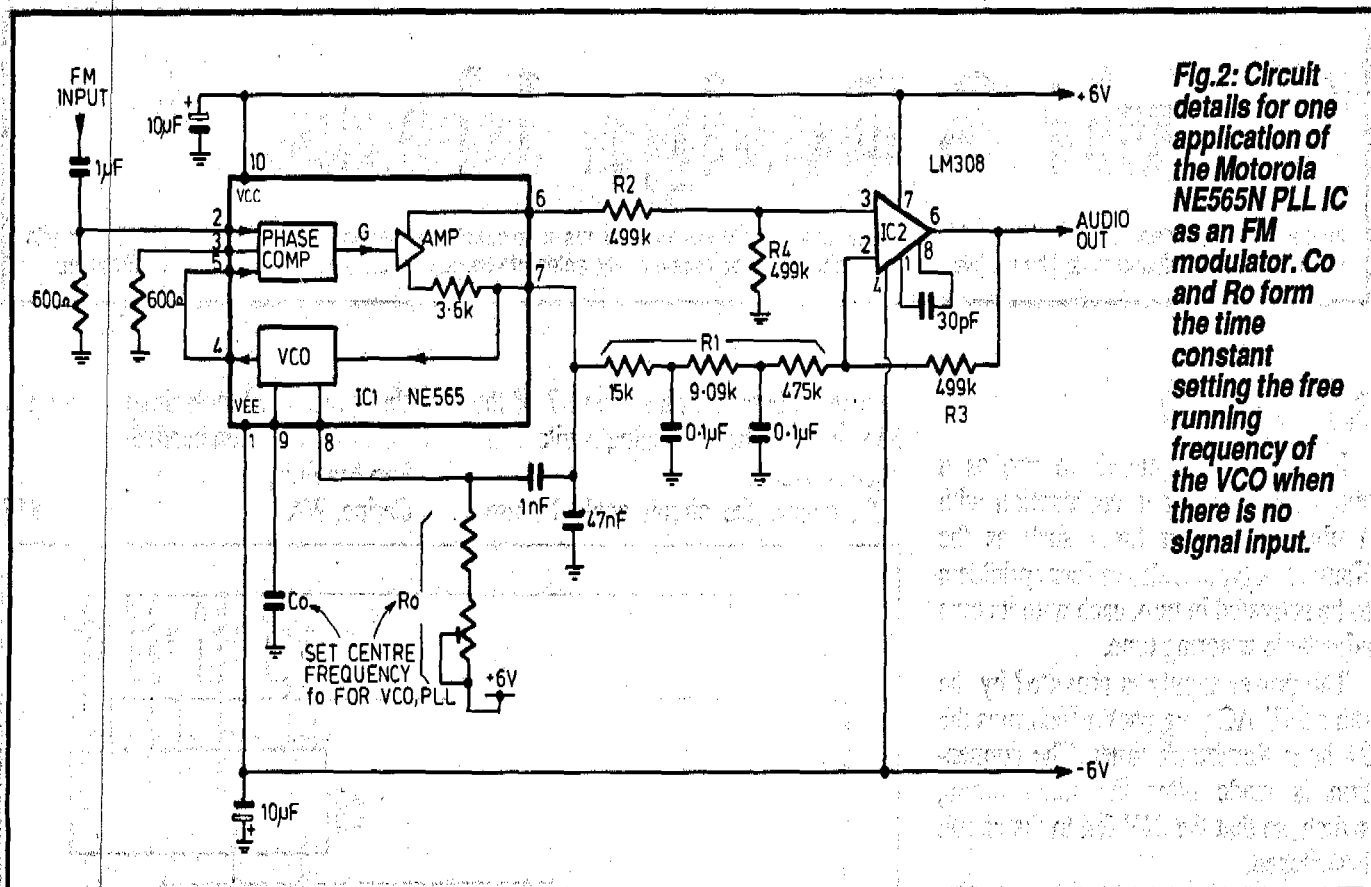 FM
INPUT
1µF
10µF
+
+6V
10
VCC
2
3
5
PHASE
COMP
G
AMP
6
7
3·6k
600Ω
600Ω
4
VCO
VEE
IC1 NE565
1
9
8
R2
499k
R4
499k
LM308
3
2
IC2
7
6
8
1
4
30pF
AUDIO
OUT
R1
15k
9·09k
475k
0·1µF
0·1µF
499k
R3
1nF
47nF
Co
Ro
SET CENTRE
FREQUENCY
fo FOR VCO,PLL
+6V
-6V
10µF
+
Fig.2: Circuit
details for one
application of
the Motorola
NE565N PLL IC
as an FM
modulator. Co
and Ro form
the time
constant
setting the free
running
frequency of
the VCO when
there is no
signal input.